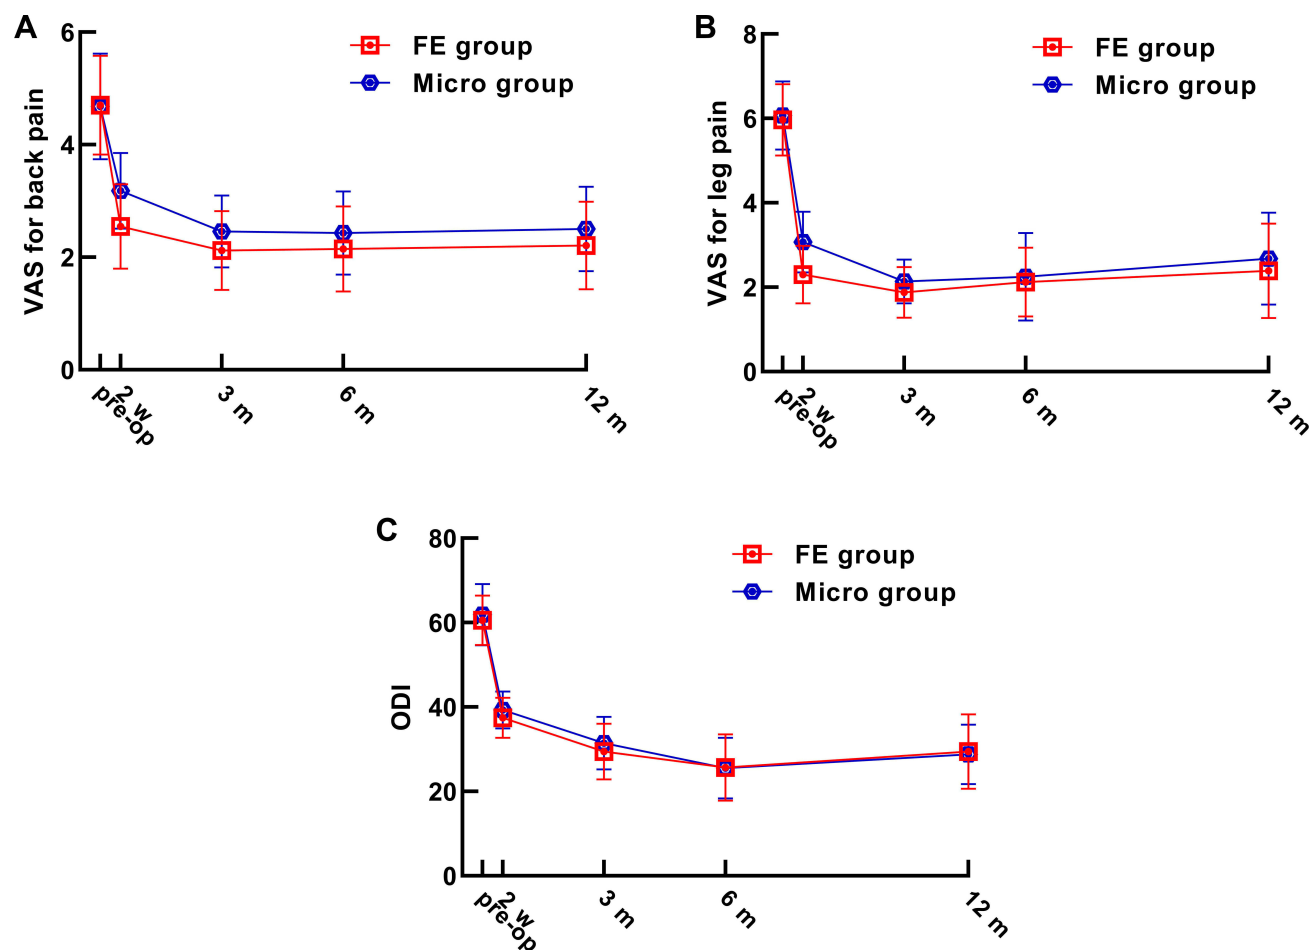 A
VAS for back pain
6
4
2
0
FE group
Micro group
pre-op
2 w
3 m
6 m
12 m
B
VAS for leg pain
8
6
4
2
0
FE group
Micro group
pre-op
2 w
3 m
6 m
12 m
C
ODI
80
60
40
20
0
FE group
Micro group
pre-op
2 w
3 m
6 m
12 m